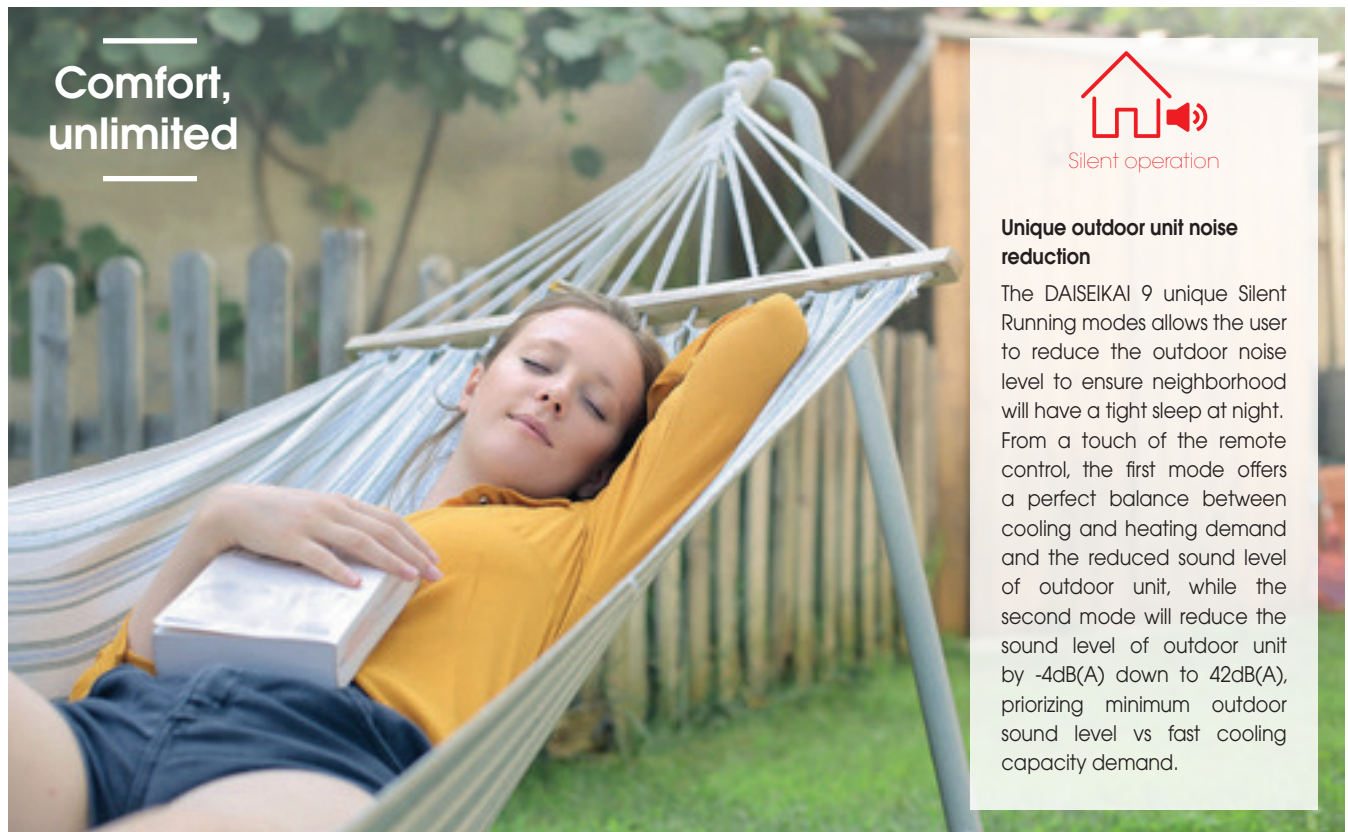 Comfort,
unlimited
Silent operation
Unique outdoor unit noise
reduction
The DAISEIKAI 9 unique Silent
Running modes allows the user
to reduce the outdoor noise
level to ensure neighborhood
will have a tight sleep at night.
From a touch of the remote
control, the first mode offers
a perfect balance between
cooling and heating demand
and the reduced sound level
of outdoor unit, while the
second mode will reduce the
sound level of outdoor unit
by -4dB(A) down to 42dB(A),
priorizing minimum outdoor
sound level vs fast cooling
capacity demand.